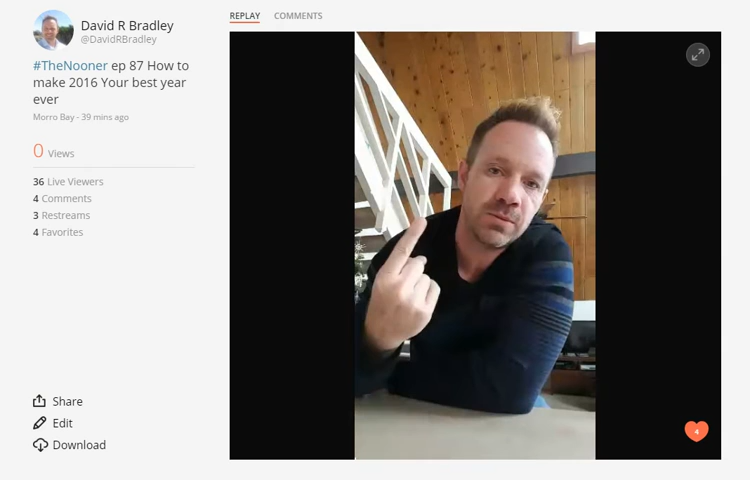 David R Bradley
@DavidRBradley
#TheNooner ep 87 How to
make 2016 Your best year
ever
Morro Bay - 39 mins ago
0 Views
36 Live Viewers
4 Comments
3 Restreams
4 Favorites
Share
Edit
Download
REPLAY COMMENTS
4